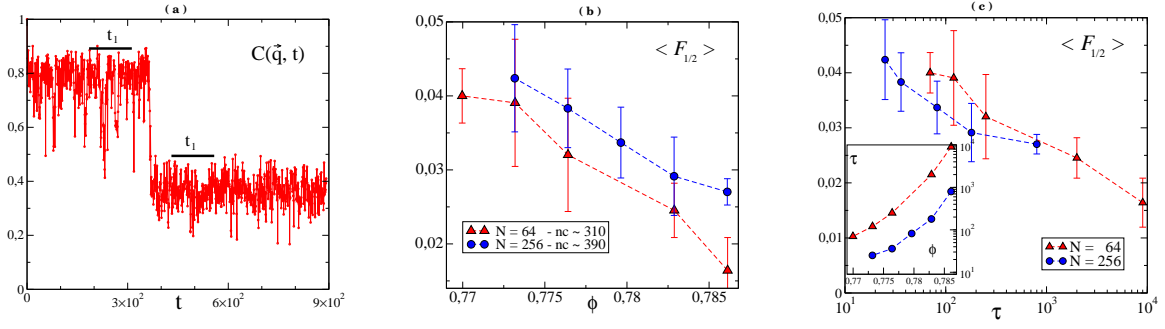 ( a )
t1
C(q⃗, t)
t1
1
0,8
0,6
0,4
0,2
0
0
3×10²
6×10²
9×10²
t
( b )
< F1/2 >
0,05
0,04
0,03
0,02
N = 64 - nc ~ 310
N = 256 - nc ~ 390
0,77
0,775
0,78
0,785
ϕ
( c )
< F1/2 >
0,05
0,04
0,03
0,02
0,01
0
τ
10⁴
10³
10²
10¹
ϕ
0,77
0,775
0,78
0,785
N = 64
N = 256
10¹
10²
10³
10⁴
τ